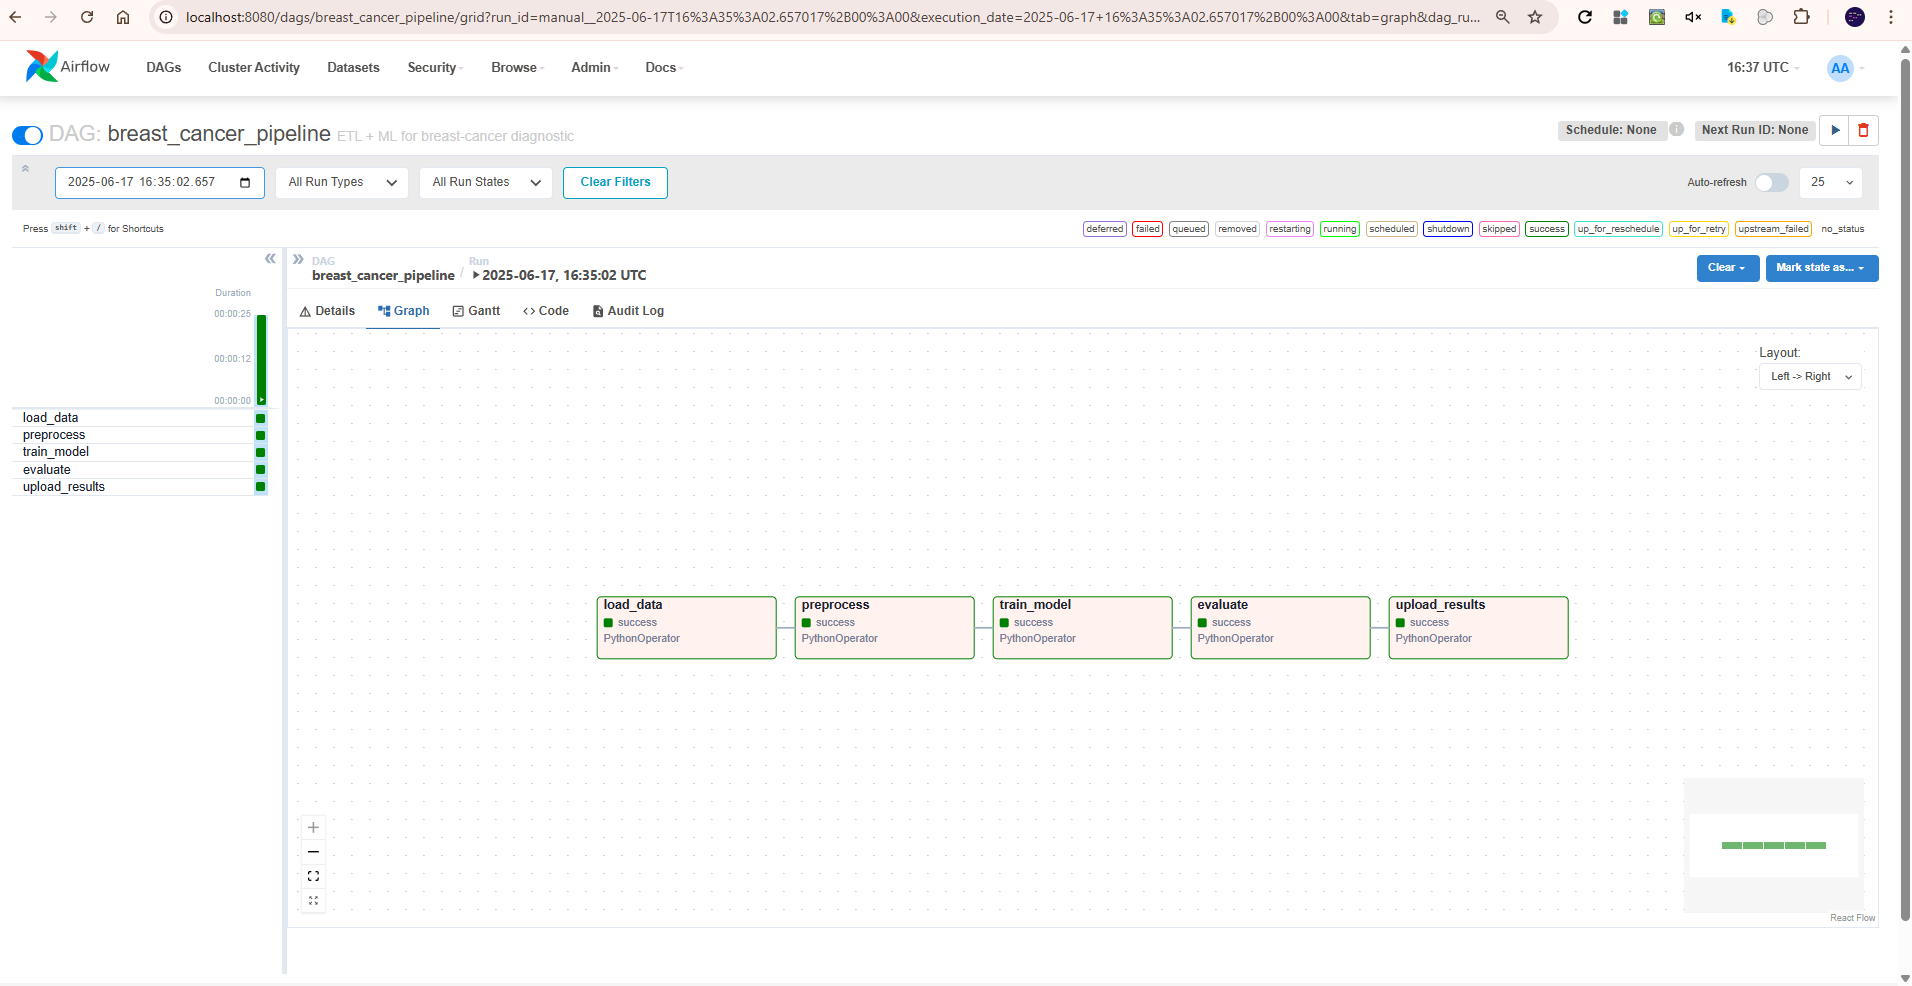 localhost:8080/dags/breast_cancer_pipeline/grid?run_id=manual__2025-06-17T16%3A35%3A02.657017%2B00%3A00&execution_date=2025-06-17+16%3A35%3A02.657017%2B00%3A00&tab=graph&dag_ru...
Airflow DAGs Cluster Activity Datasets Security Browse Admin Docs 16:37 UTC AA
DAG: breast_cancer_pipeline ETL + ML for breast-cancer diagnostic Schedule: None i Next Run ID: None
2025-06-17 16:35:02.657 All Run Types All Run States Clear Filters Auto-refresh 25
Press shift + / for Shortcuts deferred failed queued removed restarting running scheduled shutdown skipped success up_for_reschedule up_for_retry upstream_failed no_status
DAG Run
breast_cancer_pipeline / 2025-06-17, 16:35:02 UTC Clear Mark state as...
Duration
00:00:25
00:00:12
00:00:00
load_data
preprocess
train_model
evaluate
upload_results
Details Graph Gantt Code Audit Log
Layout:
Left -> Right
load_data preprocess train_model evaluate upload_results
success success success success success
PythonOperator PythonOperator PythonOperator PythonOperator PythonOperator
React Flow